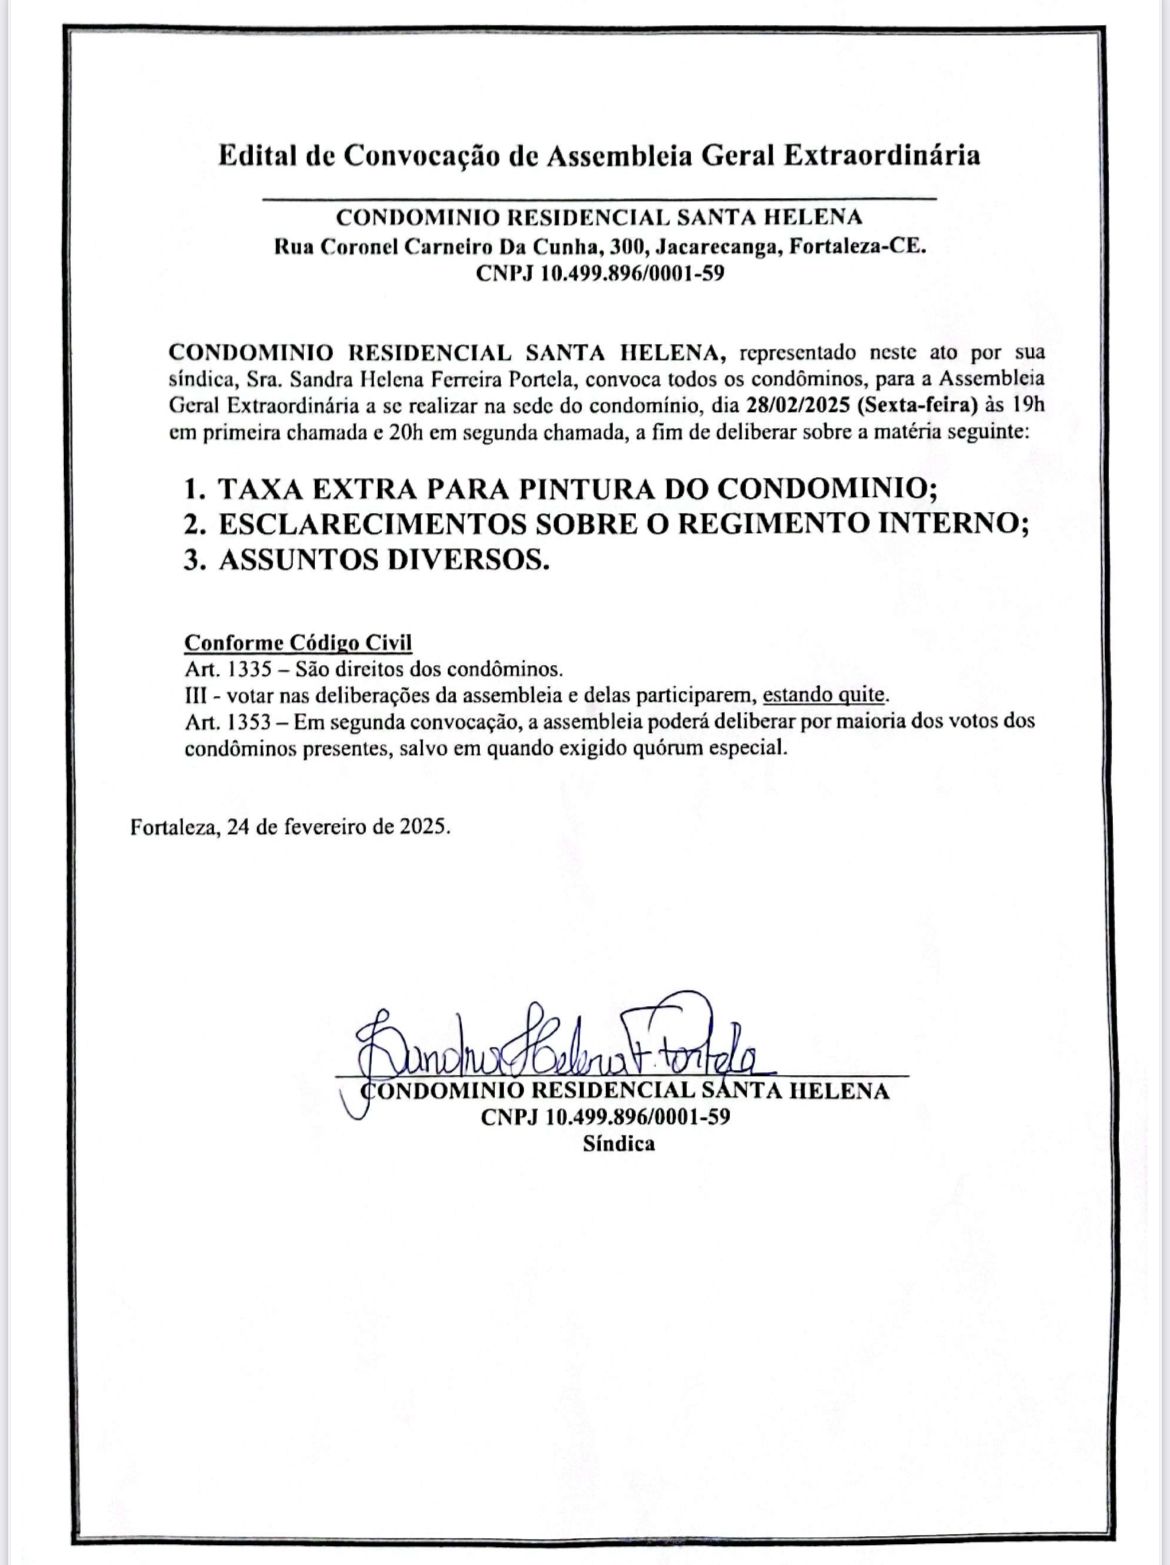 Edital de Convocação de Assembleia Geral Extraordinária
CONDOMINIO RESIDENCIAL SANTA HELENA
Rua Coronel Carneiro Da Cunha, 300, Jacarecanga, Fortaleza-CE.
CNPJ 10.499.896/0001-59
CONDOMINIO RESIDENCIAL SANTA HELENA, representado neste ato por sua
síndica, Sra. Sandra Helena Ferreira Portela, convoca todos os condôminos, para a Assembleia
Geral Extraordinária a se realizar na sede do condomínio, dia 28/02/2025 (Sexta-feira) às 19h
em primeira chamada e 20h em segunda chamada, a fim de deliberar sobre a matéria seguinte:
1. TAXA EXTRA PARA PINTURA DO CONDOMINIO;
2. ESCLARECIMENTOS SOBRE O REGIMENTO INTERNO;
3. ASSUNTOS DIVERSOS.
Conforme Código Civil
Art. 1335 – São direitos dos condôminos.
III - votar nas deliberações da assembleia e delas participarem, estando quite.
Art. 1353 – Em segunda convocação, a assembleia poderá deliberar por maioria dos votos dos
condôminos presentes, salvo em quando exigido quórum especial.
Fortaleza, 24 de fevereiro de 2025.
Sandra Helena F. Portela
CONDOMINIO RESIDENCIAL SANTA HELENA
CNPJ 10.499.896/0001-59
Síndica